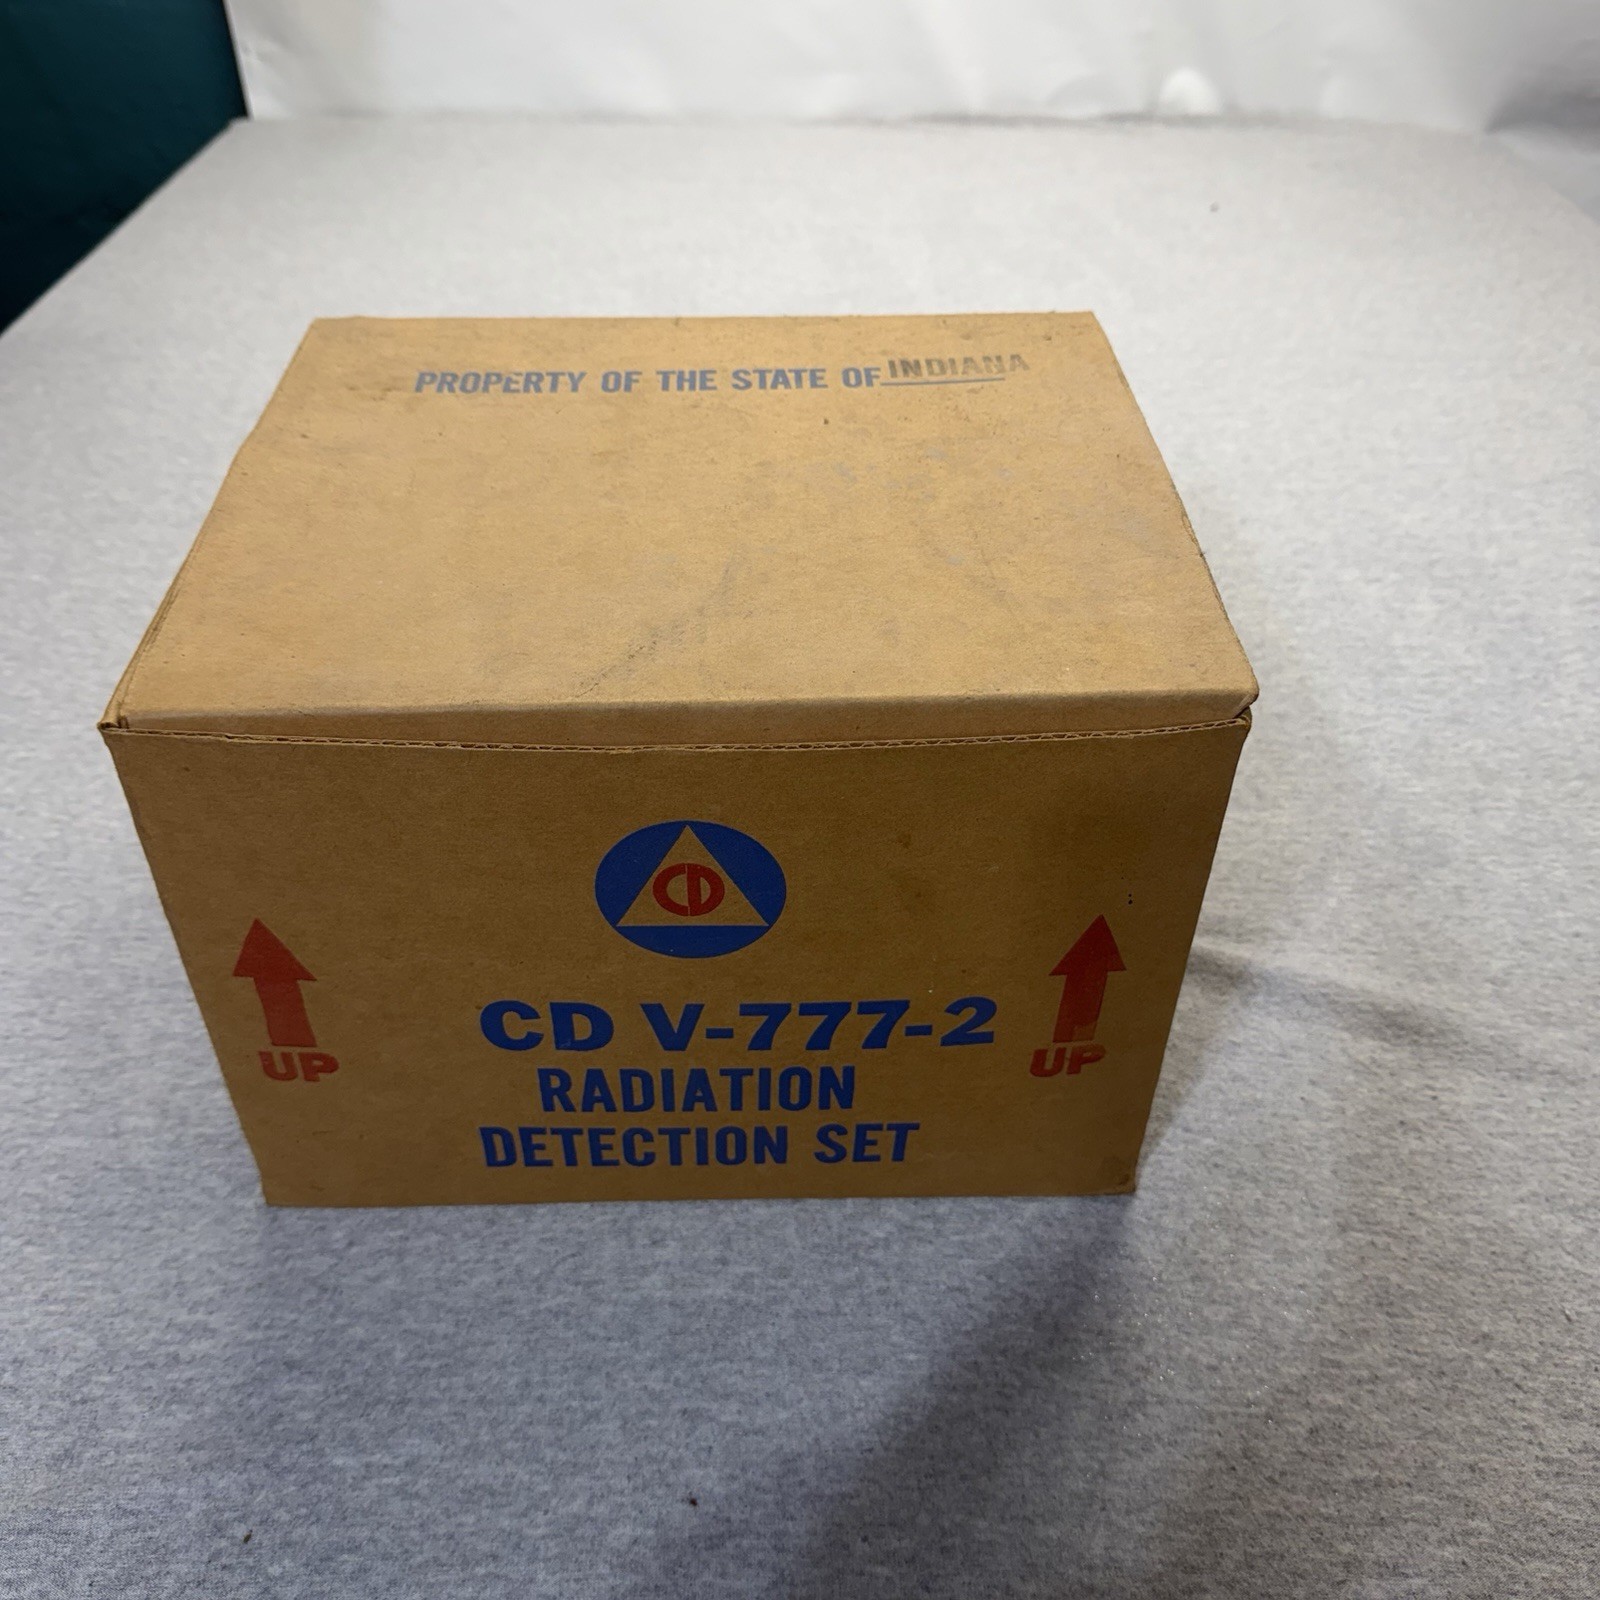 PROPERTY OF THE STATE OF INDIANA
CD
CD V-777-2
RADIATION
DETECTION SET
UP
UP